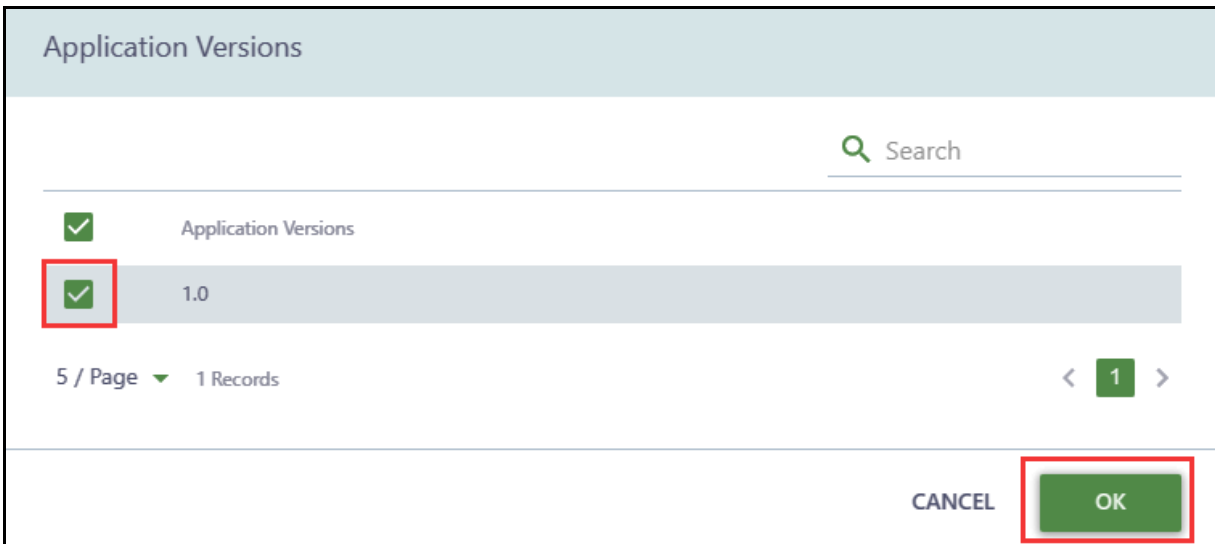 Application Versions
Search
Application Versions
1.0
5 / Page 1 Records 1
CANCEL OK